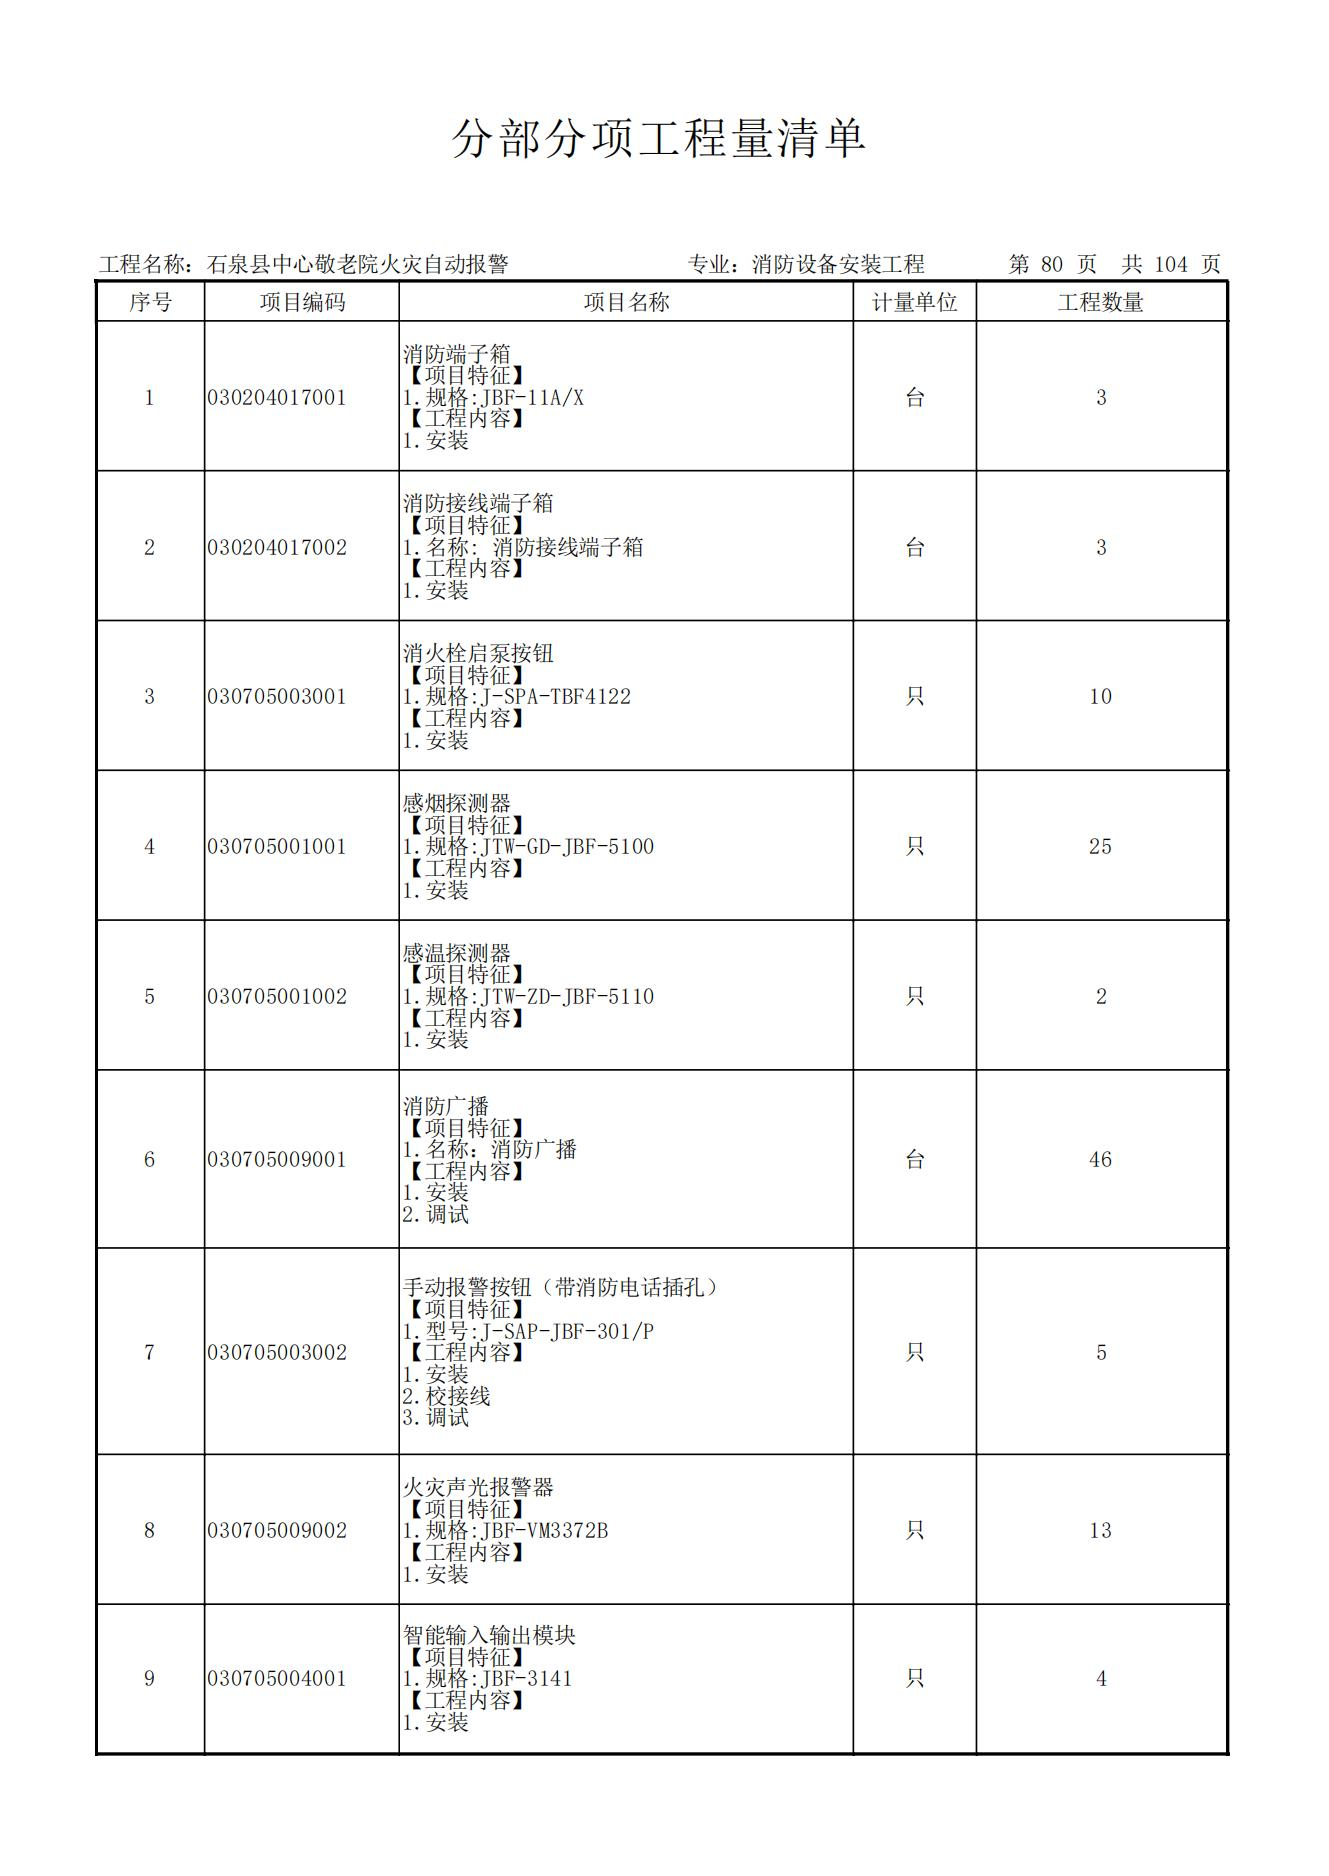 分部分项工程量清单
工程名称：石泉县中心敬老院火灾自动报警 专业：消防设备安装工程 第 80 页 共 104 页
序号 项目编码 项目名称 计量单位 工程数量
消防端子箱
【项目特征】
1 030204017001 1.规格:JBF-11A/X 台 3
【工程内容】
1.安装
消防接线端子箱
【项目特征】
2 030204017002 1.名称: 消防接线端子箱 台 3
【工程内容】
1.安装
消火栓启泵按钮
【项目特征】
3 030705003001 1.规格:J-SPA-TBF4122 只 10
【工程内容】
1.安装
感烟探测器
【项目特征】
4 030705001001 1.规格:JTW-GD-JBF-5100 只 25
【工程内容】
1.安装
感温探测器
【项目特征】
5 030705001002 1.规格:JTW-ZD-JBF-5110 只 2
【工程内容】
1.安装
消防广播
【项目特征】
1.名称：消防广播
6 030705009001 【工程内容】 台 46
1.安装
2.调试
手动报警按钮（带消防电话插孔）
【项目特征】
1.型号:J-SAP-JBF-301/P
7 030705003002 【工程内容】 只 5
1.安装
2.校接线
3.调试
火灾声光报警器
【项目特征】
8 030705009002 1.规格:JBF-VM3372B 只 13
【工程内容】
1.安装
智能输入输出模块
【项目特征】
9 030705004001 1.规格:JBF-3141 只 4
【工程内容】
1.安装